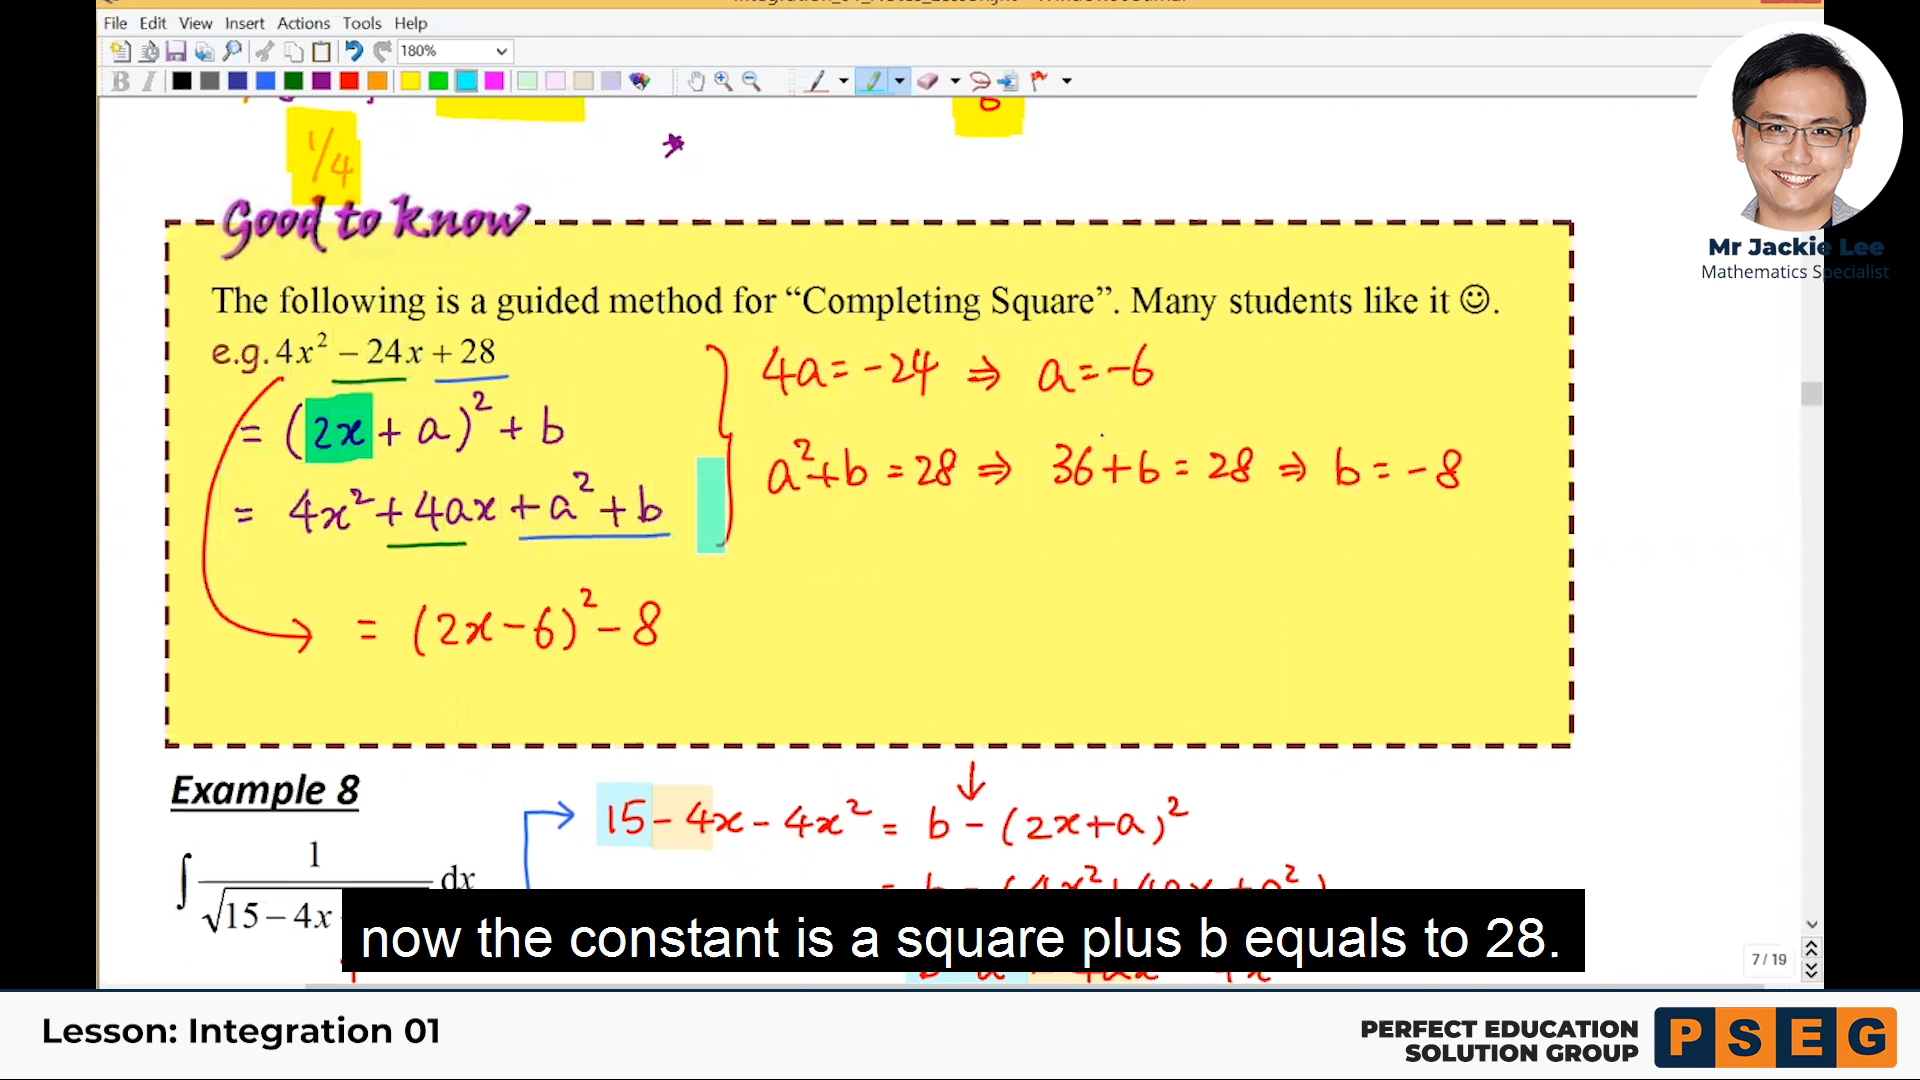 File Edit View Insert Actions Tools Help
180%
B I
1/4
Good to know
The following is a guided method for “Completing Square”. Many students like it ☺.
e.g. 4x² − 24x + 28
= (2x + a)² + b
= 4x² + 4ax + a² + b
= (2x − 6)² − 8
4a = −24 ⇒ a = −6
a² + b = 28 ⇒ 36 + b = 28 ⇒ b = −8
Example 8
∫ 1 / √15 − 4x dx
15 − 4x − 4x² = b − (2x + a)²
now the constant is a square plus b equals to 28.
7 / 19
Mr Jackie Lee
Mathematics Specialist
Lesson: Integration 01
PERFECT EDUCATION
SOLUTION GROUP
PSEG